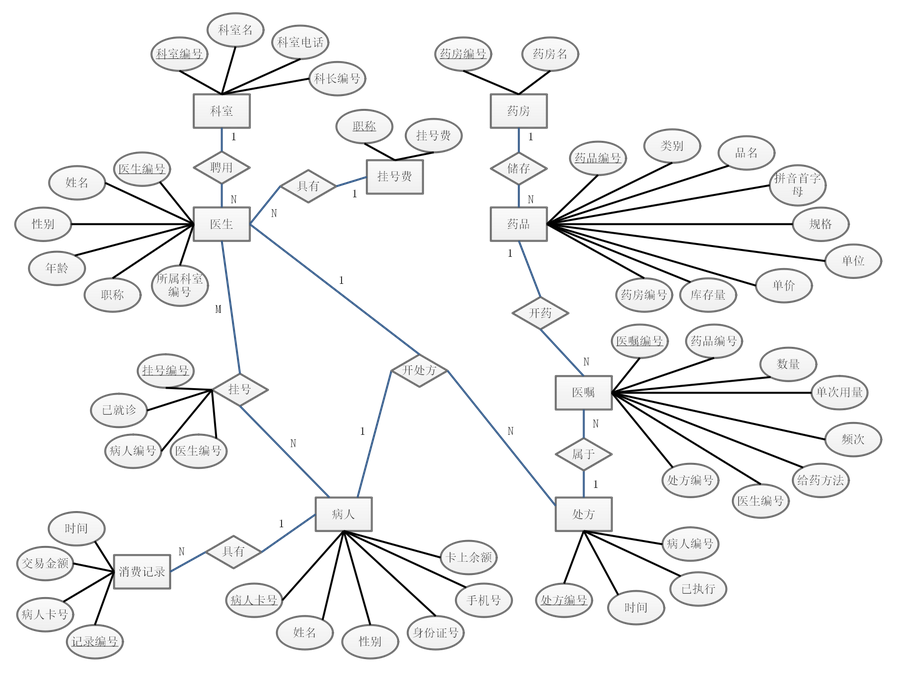 科室名
科室编号
科室电话
科长编号
药房编号
药房名
科室
药房
1
1
职称
挂号费
聘用
储存
药品编号
类别
品名
拼音首字
母
医生编号
姓名
具有
挂号费
1
N
N
N
性别
医生
药品
规格
1
单位
年龄
职称
所属科室
编号
1
药房编号
库存量
单价
M
开药
医嘱编号
药品编号
N
数量
挂号编号
挂号
开处方
医嘱
单次用量
已就诊
N
频次
1
N
N
病人编号
医生编号
属于
1
处方编号
给药方法
医生编号
病人
处方
时间
1
N
具有
病人编号
交易金额
消费记录
卡上余额
已执行
病人卡号
病人卡号
手机号
处方编号
时间
记录编号
姓名
性别
身份证号